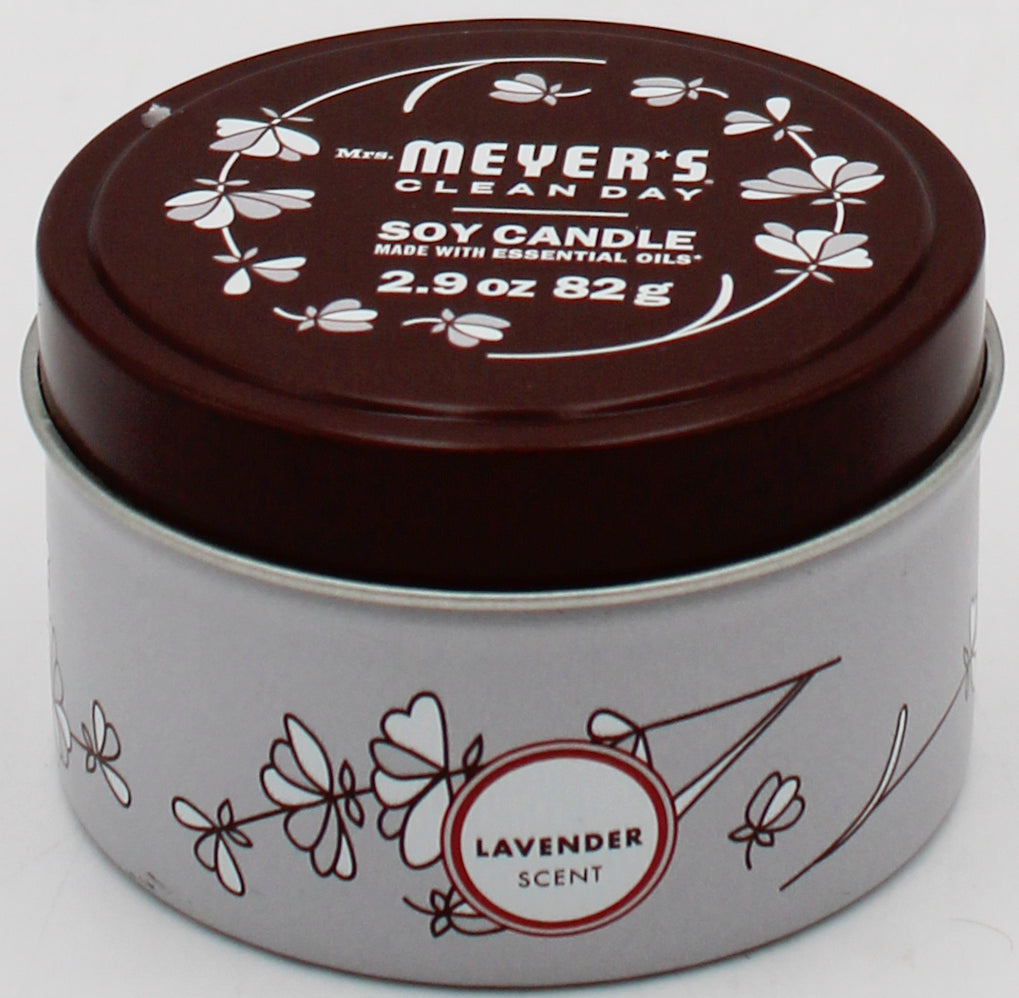 Mrs. MEYER'S
CLEAN DAY
SOY CANDLE
MADE WITH ESSENTIAL OILS*
2.9 oz 82 g
LAVENDER
SCENT